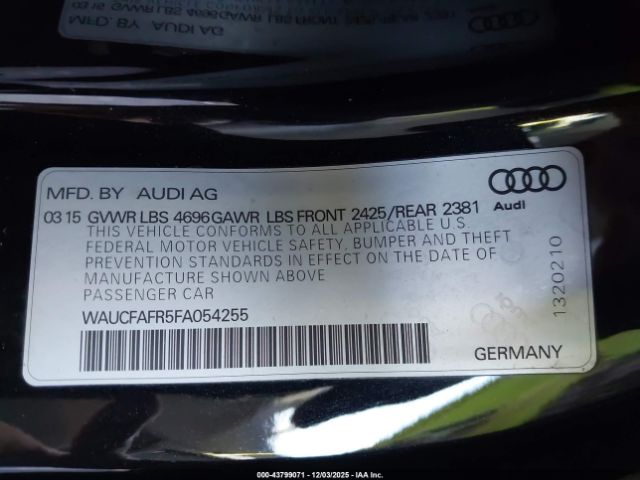 MFD. BY AUDI AG
Audi
03 15 GVWR LBS 4696 GAWR LBS FRONT 2425/REAR 2381
THIS VEHICLE CONFORMS TO ALL APPLICABLE U.S.
FEDERAL MOTOR VEHICLE SAFETY, BUMPER AND THEFT
PREVENTION STANDARDS IN EFFECT ON THE DATE OF
MANUFACTURE SHOWN ABOVE
PASSENGER CAR
WAUCFAFR5FA054255
1320210
GERMANY
000-43799071 - 12/03/2025 - IAA Inc.